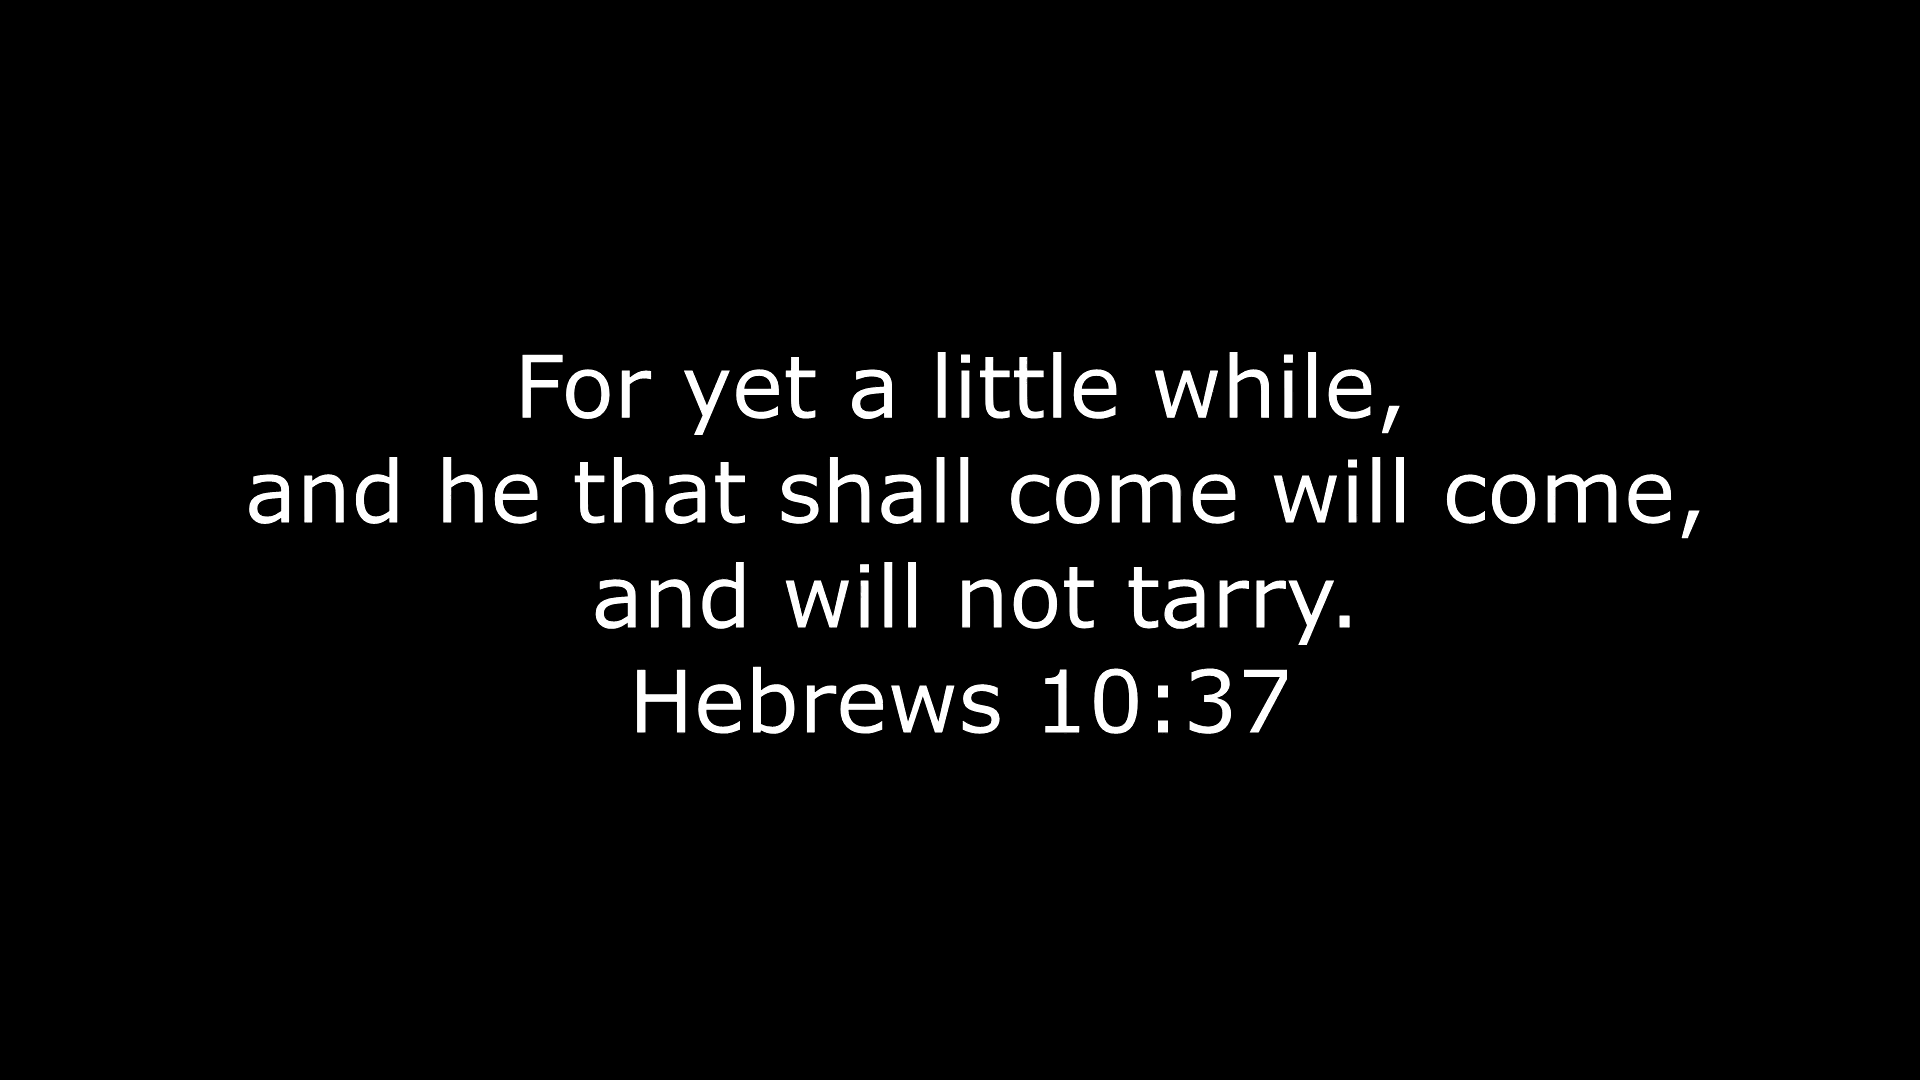 For yet a little while,
and he that shall come will come,
and will not tarry.
Hebrews 10:37